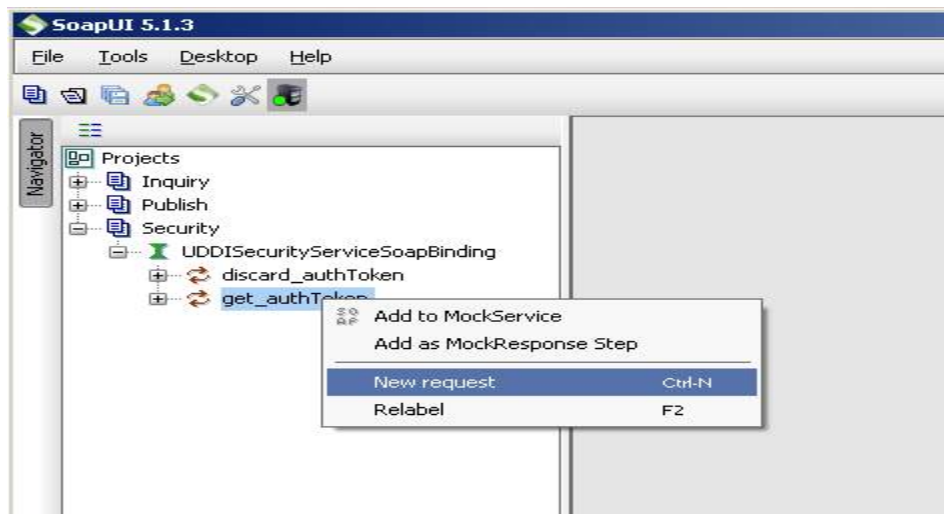 SoapUI 5.1.3
File Tools Desktop Help
Navigator
Projects
Inquiry
Publish
Security
UDDISecurityServiceSoapBinding
discard_authToken
get_authToken
Add to MockService
Add as MockResponse Step
New request Ctrl-N
Relabel F2